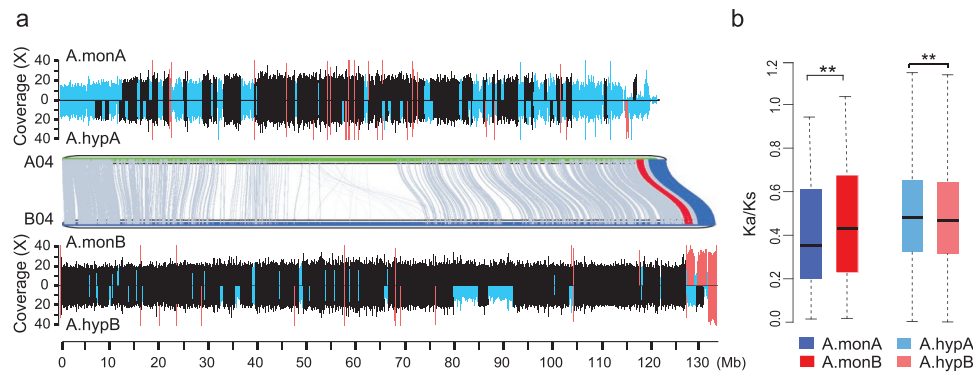 a
A.monA
Coverage (X)
40
20
0
20
40
A.hypA
A04
B04
A.monB
Coverage (X)
40
20
0
20
40
A.hypB
0 10 20 30 40 50 60 70 80 90 100 110 120 130 (Mb)
b
** **
Ka/Ks
1.2
1.0
0.8
0.6
0.4
0.2
0.0
A.monA A.hypA
A.monB A.hypB